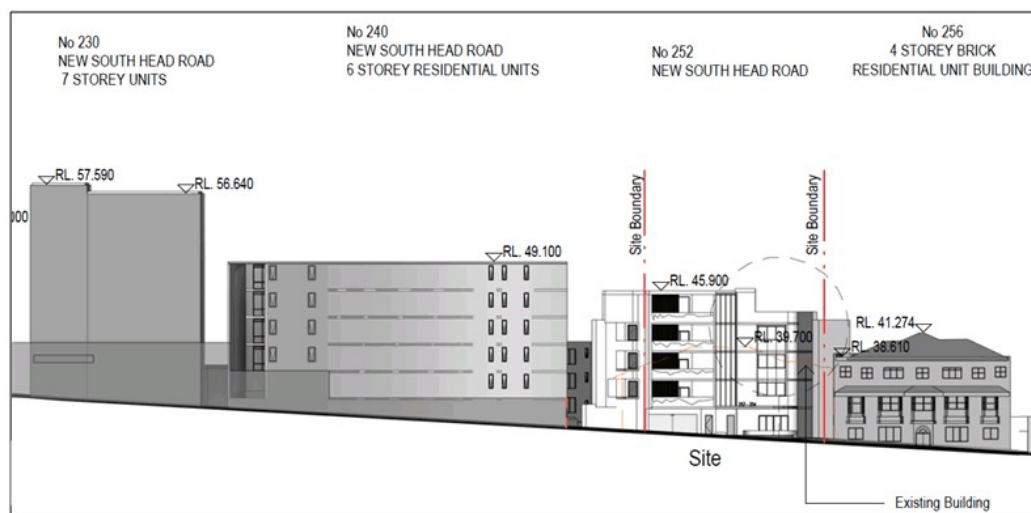 No 230
NEW SOUTH HEAD ROAD
7 STOREY UNITS
No 240
NEW SOUTH HEAD ROAD
6 STOREY RESIDENTIAL UNITS
No 252
NEW SOUTH HEAD ROAD
No 256
4 STOREY BRICK
RESIDENTIAL UNIT BUILDING
RL. 57.590
RL. 56.640
000
RL. 49.100
Site Boundary
RL. 45.900
Site Boundary
RL. 39.700
RL. 41.274
RL. 38.610
Site
Existing Building